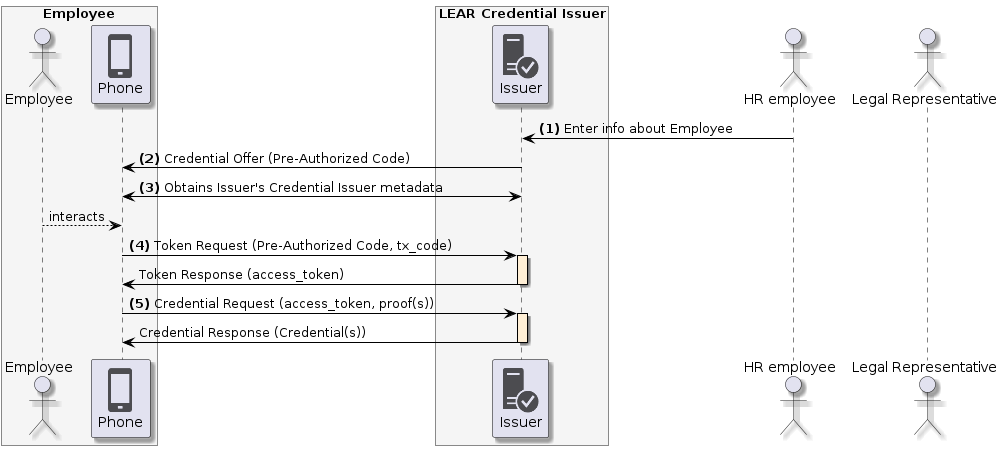 Employee
LEAR Credential Issuer
Employee
Phone
Issuer
HR employee
Legal Representative
(1) Enter info about Employee
(2) Credential Offer (Pre-Authorized Code)
(3) Obtains Issuer's Credential Issuer metadata
interacts
(4) Token Request (Pre-Authorized Code, tx_code)
Token Response (access_token)
(5) Credential Request (access_token, proof(s))
Credential Response (Credential(s))
Employee
Phone
Issuer
HR employee
Legal Representative